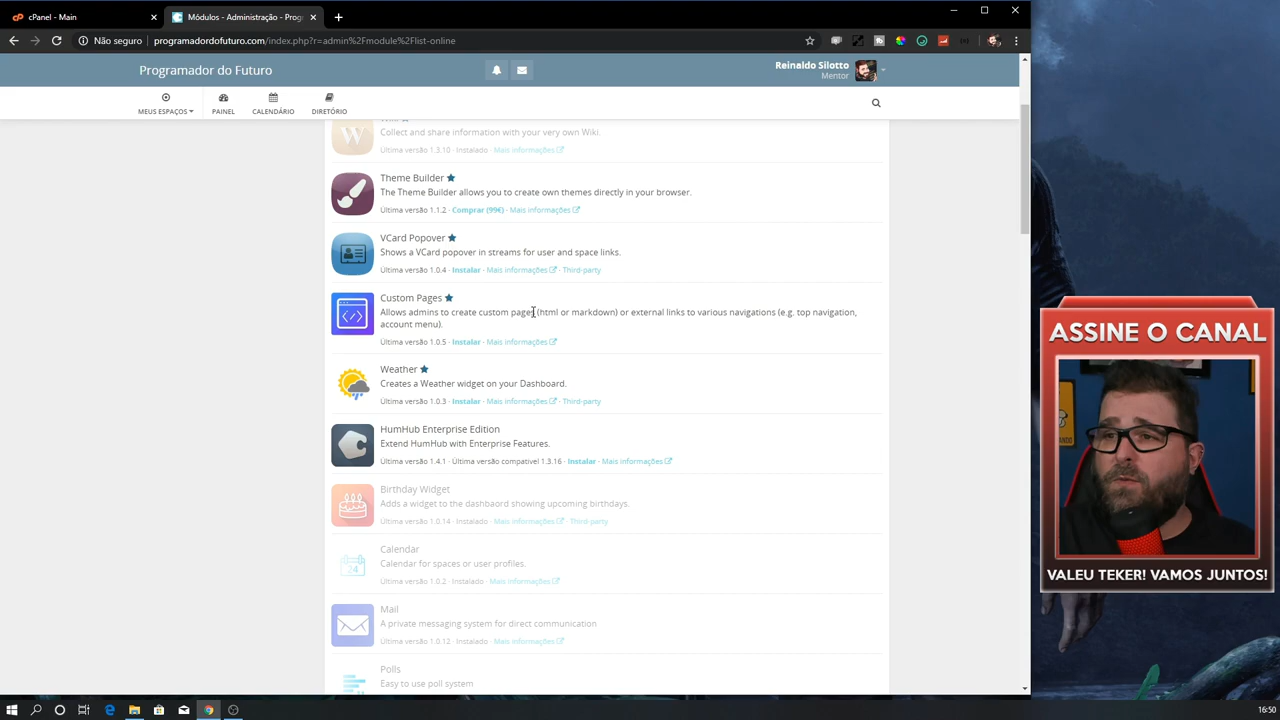 cPanel - Main
Módulos - Administração - Prog
Não seguro
programadordofuturo.com/index.php?r=admin%2Fmodule%2Flist-online
Programador do Futuro
Reinaldo Silotto
Mentor
MEUS ESPAÇOS
PAINEL
CALENDÁRIO
DIRETÓRIO
Collect and share information with your very own Wiki.
Última versão 1.3.10 · Instalado · Mais informações
Theme Builder
The Theme Builder allows you to create own themes directly in your browser.
Última versão 1.1.2 · Comprar (99€) · Mais informações
VCard Popover
Shows a VCard popover in streams for user and space links.
Última versão 1.0.4 · Instalar · Mais informações · Third-party
Custom Pages
Allows admins to create custom pages (html or markdown) or external links to various navigations (e.g. top navigation,
account menu).
Última versão 1.0.5 · Instalar · Mais informações
Weather
Creates a Weather widget on your Dashboard.
Última versão 1.0.3 · Instalar · Mais informações · Third-party
HumHub Enterprise Edition
Extend HumHub with Enterprise Features.
Última versão 1.4.1 · Última versão compatível 1.3.16 · Instalar · Mais informações
Birthday Widget
Adds a widget to the dashbaord showing upcoming birthdays.
Última versão 1.0.14 · Instalado · Mais informações · Third-party
24
Calendar
Calendar for spaces or user profiles.
Última versão 1.0.2 · Instalado · Mais informações
Mail
A private messaging system for direct communication
Última versão 1.0.12 · Instalado · Mais informações
Polls
Easy to use poll system
ASSINE O CANAL
VALEU TEKER! VAMOS JUNTOS!
16:50